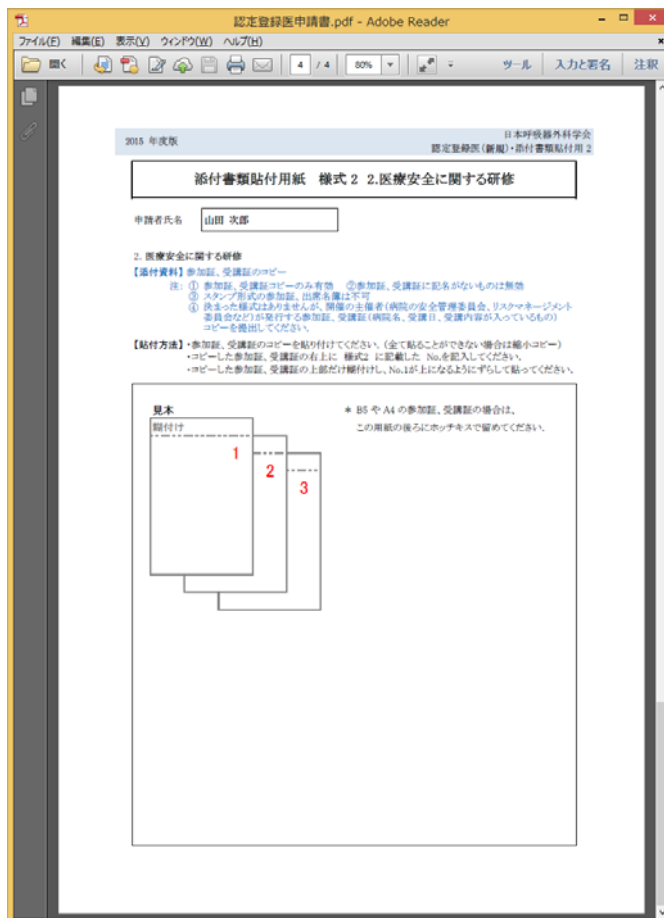 認定登録医申請書.pdf - Adobe Reader
ファイル(F) 編集(E) 表示(V) ウィンドウ(W) ヘルプ(H)
開く 4 / 4 80% ツール 入力と署名 注釈
2015 年度版
日本呼吸器外科学会
認定登録医(新規)・添付書類貼付用 2
添付書類貼付用紙 様式 2 2.医療安全に関する研修
申請者氏名 山田 次郎
2. 医療安全に関する研修
【添付資料】参加証、受講証のコピー
注: ① 参加証、受講証コピーのみ有効 ②参加証、受講証に記名がないものは無効
③ スタンプ形式の参加証、出席名簿は不可
④ 決まった様式はありませんが、開催の主催者(病院の安全管理委員会、リスクマネージメント
委員会など)が発行する参加証、受講証(病院名、受講日、受講内容が入っているもの)
コピーを提出してください。
【貼付方法】・参加証、受講証のコピーを貼り付けてください。(全て貼ることができない場合は縮小コピー)
・コピーした参加証、受講証の右上に 様式2 に記載した No.を記入してください。
・コピーした参加証、受講証の上部だけ糊付けし、No.1が上になるようにずらして貼ってください。
見本
糊付け
1
2
3
* B5 や A4 の参加証、受講証の場合は、
この用紙の後ろにホッチキスで留めてください。